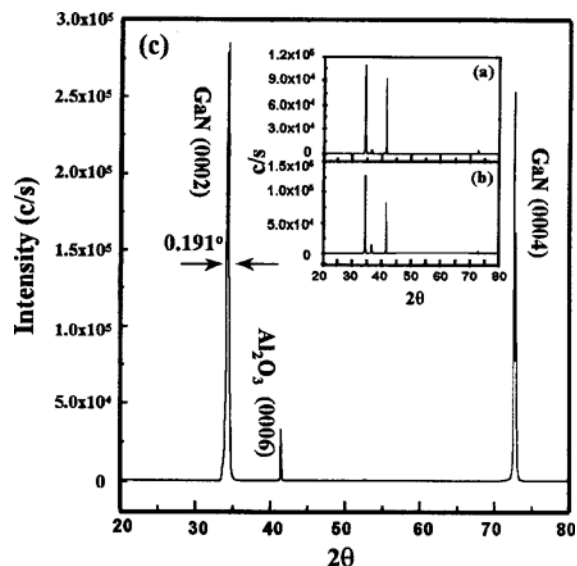 (c)
Intensity (c/s)
3.0x10⁵
2.5x10⁵
2.0x10⁵
1.5x10⁵
1.0x10⁵
5.0x10⁴
0
20 30 40 50 60 70 80
2θ
GaN (0002)
0.191°
Al₂O₃ (0006)
GaN (0004)
(a)
1.2x10⁵
9.0x10⁴
6.0x10⁴
3.0x10⁴
0
c/s
(b)
1.5x10⁵
1.0x10⁵
5.0x10⁴
0
20 30 40 50 60 70 80
2θ